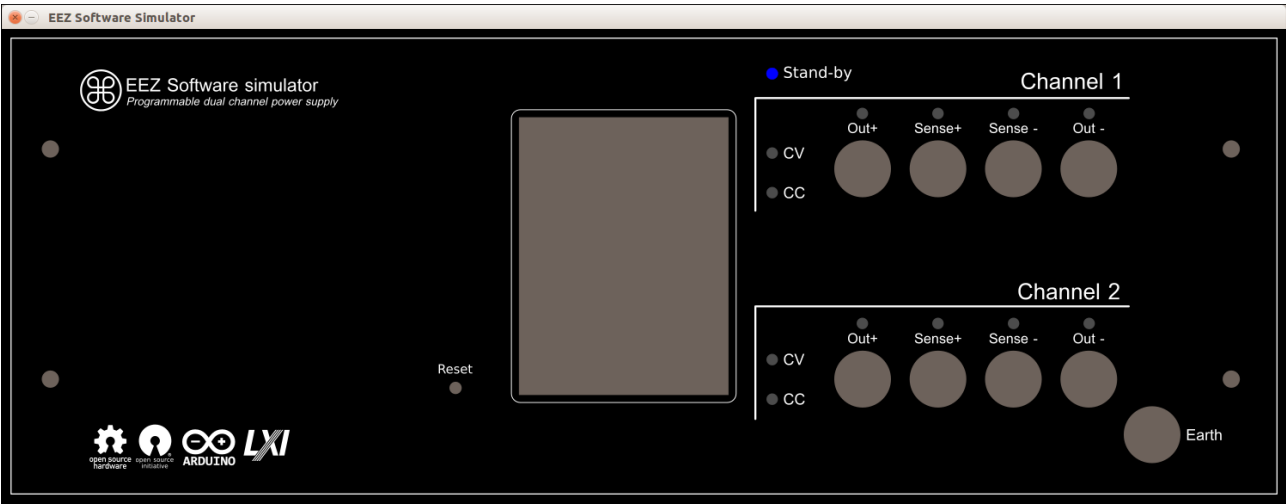 EEZ Software Simulator
EEZ Software simulator
Programmable dual channel power supply
Stand-by
Channel 1
Out+ Sense+ Sense - Out -
CV
CC
Channel 2
Out+ Sense+ Sense - Out -
CV
CC
Reset
Earth
open source
hardware
open source
initiative
ARDUINO
LXI